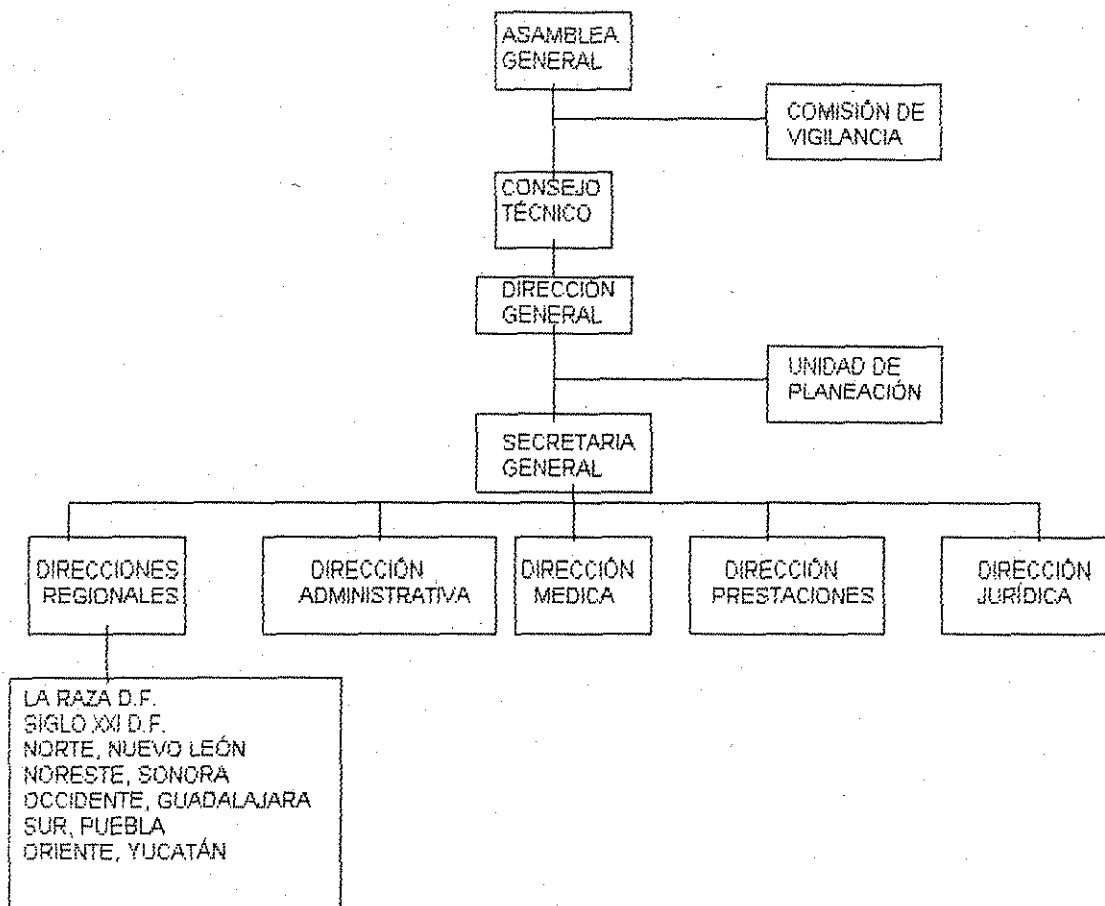 ASAMBLEA
GENERAL
COMISIÓN DE
VIGILANCIA
CONSEJO
TÉCNICO
DIRECCIÓN
GENERAL
UNIDAD DE
PLANEACIÓN
SECRETARIA
GENERAL
DIRECCIONES
REGIONALES
DIRECCIÓN
ADMINISTRATIVA
DIRECCIÓN
MEDICA
DIRECCIÓN
PRESTACIONES
DIRECCIÓN
JURÍDICA
LA RAZA D.F.
SIGLO XXI D.F.
NORTE, NUEVO LEÓN
NORESTE, SONORA
OCCIDENTE, GUADALAJARA
SUR, PUEBLA
ORIENTE, YUCATÁN